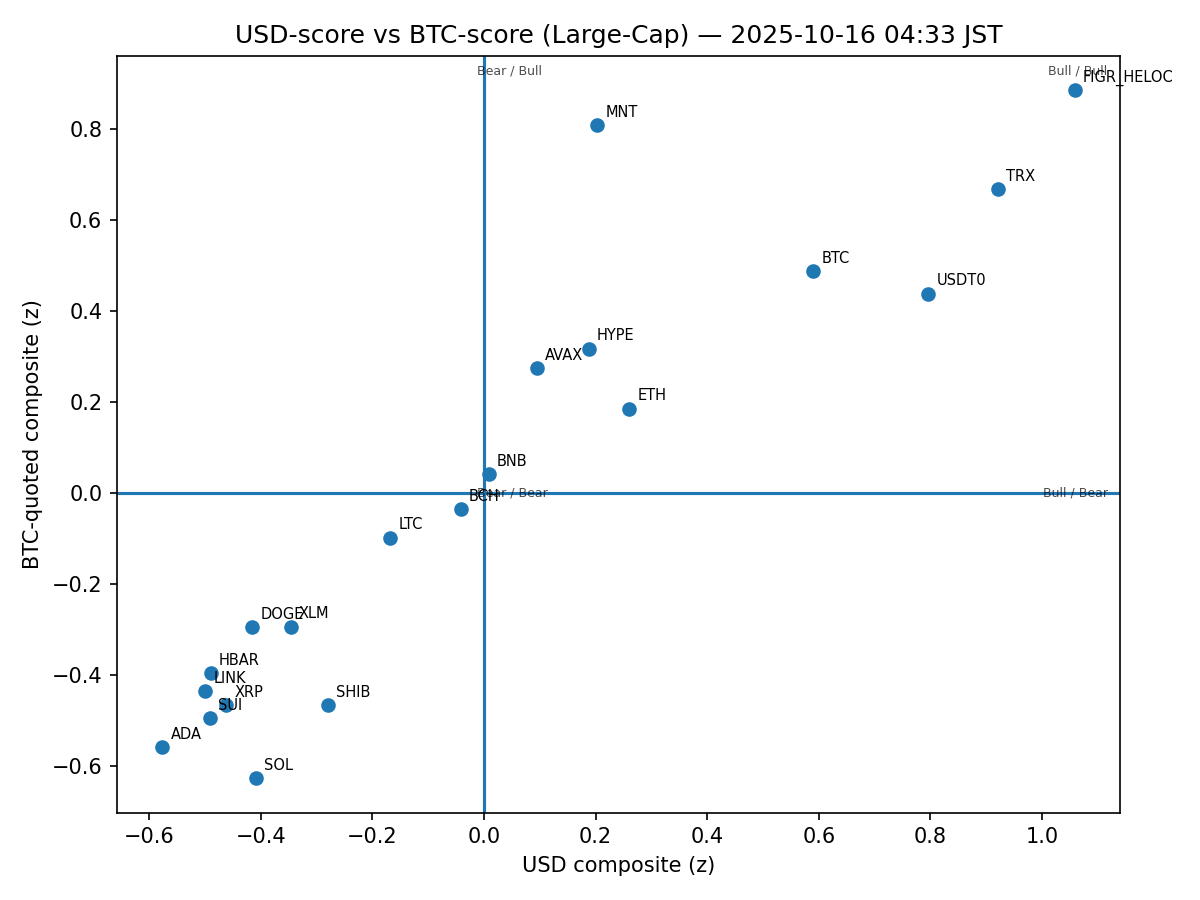 USD-score vs BTC-score (Large-Cap) — 2025-10-16 04:33 JST
Bear / Bull
Bull / Bull
FIGR_HELOC
MNT
TRX
BTC
USDT0
HYPE
AVAX
ETH
BNB
BCH
Bear / Bear
Bull / Bear
LTC
DOGE
XLM
HBAR
LINK
XRP
SUI
SHIB
ADA
SOL
0.8
0.6
0.4
0.2
0.0
−0.2
−0.4
−0.6
BTC-quoted composite (z)
−0.6
−0.4
−0.2
0.0
0.2
0.4
0.6
0.8
1.0
USD composite (z)